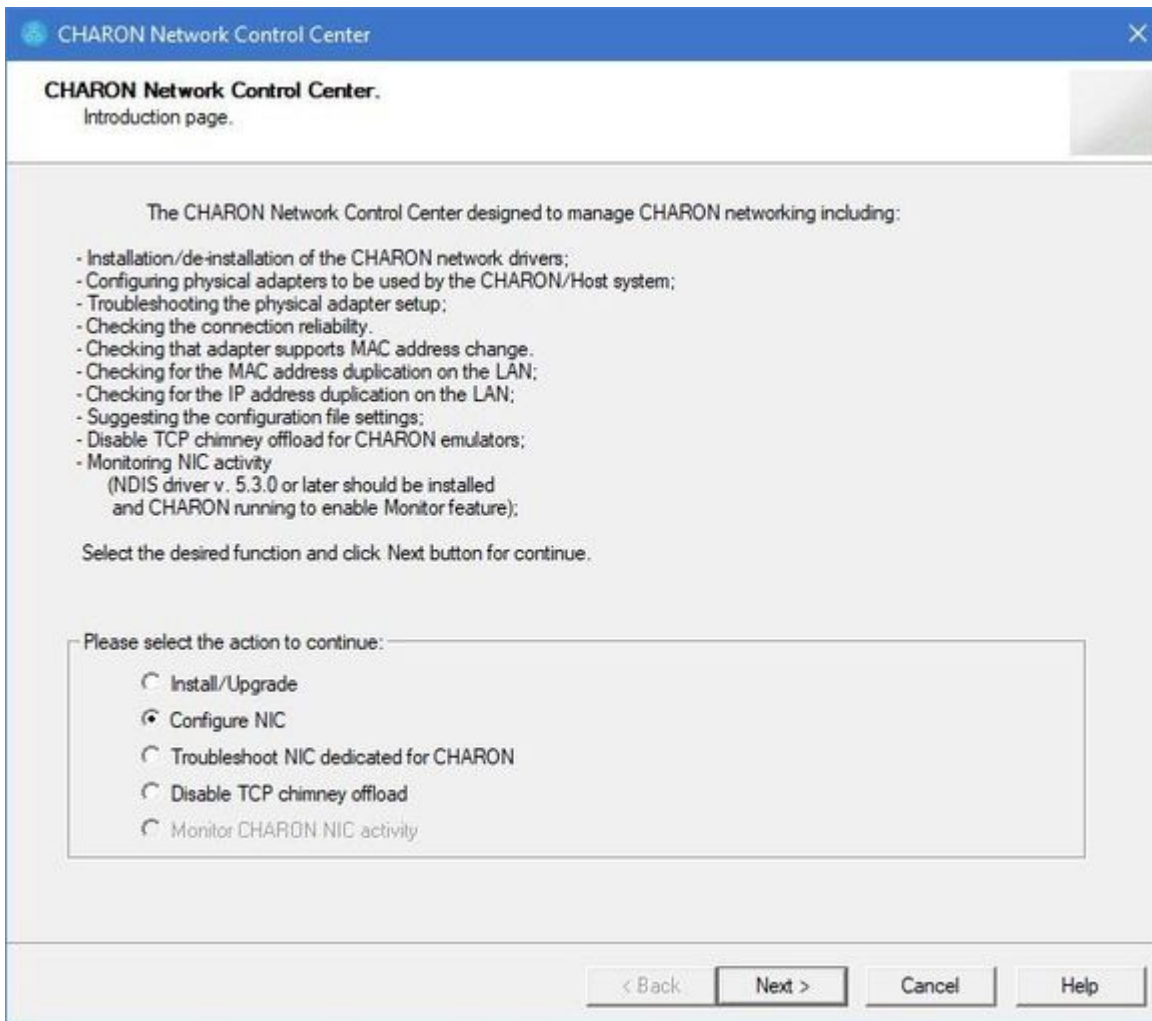 CHARON Network Control Center
CHARON Network Control Center.
Introduction page.
The CHARON Network Control Center designed to manage CHARON networking including:
- Installation/de-installation of the CHARON network drivers;
- Configuring physical adapters to be used by the CHARON/Host system;
- Troubleshooting the physical adapter setup;
- Checking the connection reliability.
- Checking that adapter supports MAC address change.
- Checking for the MAC address duplication on the LAN;
- Checking for the IP address duplication on the LAN;
- Suggesting the configuration file settings;
- Disable TCP chimney offload for CHARON emulators;
- Monitoring NIC activity
(NDIS driver v. 5.3.0 or later should be installed
and CHARON running to enable Monitor feature);
Select the desired function and click Next button for continue.
Please select the action to continue:
Install/Upgrade
Configure NIC
Troubleshoot NIC dedicated for CHARON
Disable TCP chimney offload
Monitor CHARON NIC activity
< Back
Next >
Cancel
Help